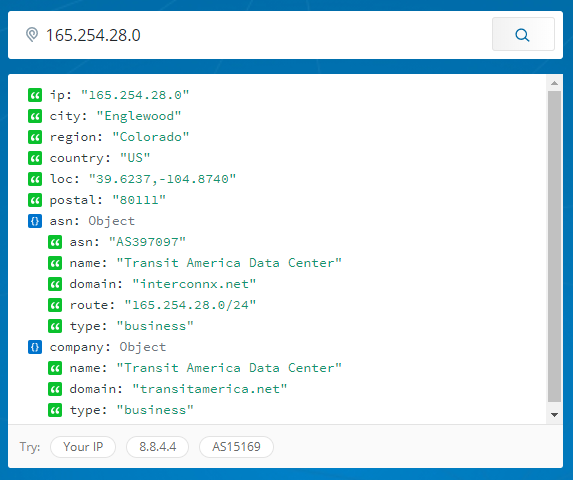 165.254.28.0
ip: "165.254.28.0"
city: "Englewood"
region: "Colorado"
country: "US"
loc: "39.6237,-104.8740"
postal: "80111"
{} asn: Object
asn: "AS397097"
name: "Transit America Data Center"
domain: "interconnx.net"
route: "165.254.28.0/24"
type: "business"
{} company: Object
name: "Transit America Data Center"
domain: "transitamerica.net"
type: "business"
Try: Your IP 8.8.4.4 AS15169